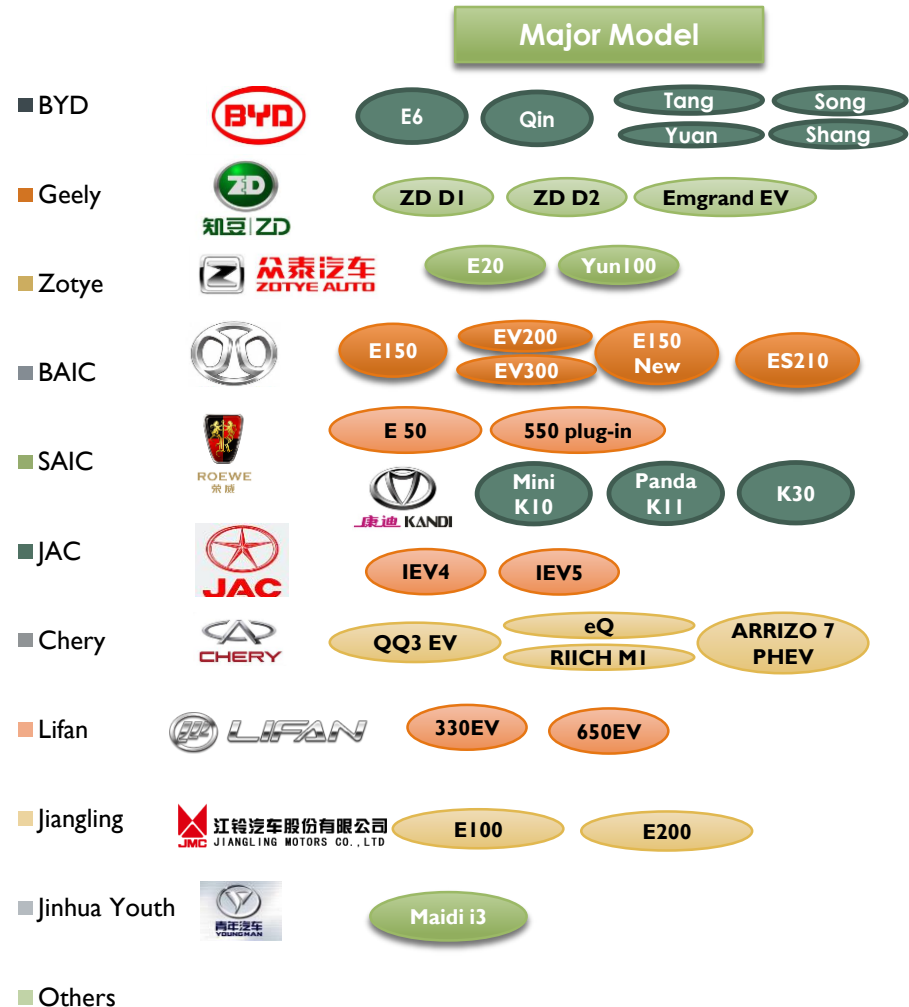 Major Model
BYD
BYD
E6
Qin
Tang
Song
Yuan
Shang
Geely
ZD
知豆|ZD
ZD D1
ZD D2
Emgrand EV
Zotye
众泰汽车
ZOTYE AUTO
E20
Yun100
BAIC
E150
EV200
EV300
E150
New
ES210
SAIC
ROEWE
荣威
E 50
550 plug-in
康迪 KANDI
Mini
K10
Panda
K11
K30
JAC
JAC
IEV4
IEV5
Chery
CHERY
QQ3 EV
eQ
RIICH M1
ARRIZO 7
PHEV
Lifan
LIFAN
330EV
650EV
Jiangling
JMC
江铃汽车股份有限公司
JIANGLING MOTORS CO.,LTD
E100
E200
Jinhua Youth
青年汽车
YOUNGMAN
Maidi i3
Others